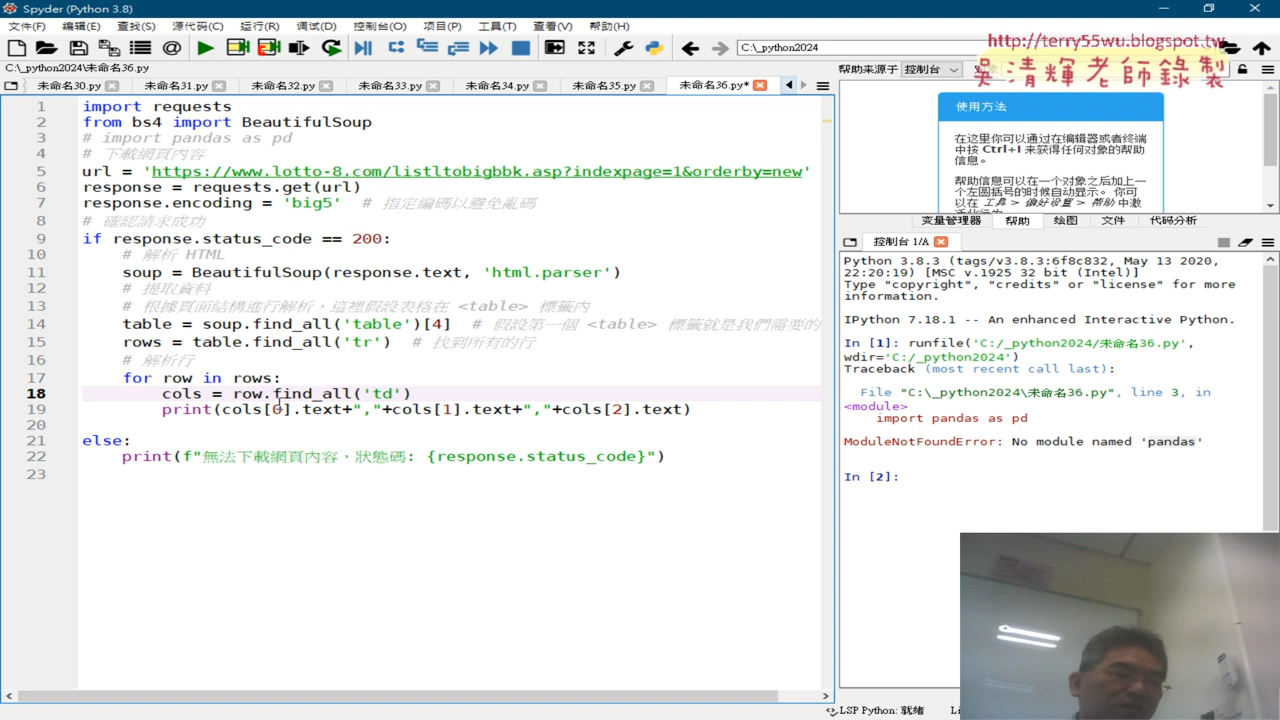 Spyder (Python 3.8)
文件(F) 编辑(E) 查找(S) 源代码(C) 运行(R) 调试(D) 控制台(O) 项目(P) 工具(T) 查看(V) 帮助(H)
C:\_python2024
http://terry55wu.blogspot.tw
吳清輝老師錄製
C:\_python2024\未命名36.py
帮助来源于 控制台
未命名30.py 未命名31.py 未命名32.py 未命名33.py 未命名34.py 未命名35.py 未命名36.py*
1 import requests
2 from bs4 import BeautifulSoup
3 # import pandas as pd
4 # 下載網頁內容
5 url = 'https://www.lotto-8.com/listltobigbbk.asp?indexpage=1&orderby=new'
6 response = requests.get(url)
7 response.encoding = 'big5' # 指定編碼以避免亂碼
8 # 確認請求成功
9 if response.status_code == 200:
10 # 解析 HTML
11 soup = BeautifulSoup(response.text, 'html.parser')
12 # 提取資料
13 # 根據頁面結構進行解析，這裡假設表格在 <table> 標籤內
14 table = soup.find_all('table')[4] # 假設第一個 <table> 標籤就是我們需要的
15 rows = table.find_all('tr') # 找到所有的行
16 # 解析行
17 for row in rows:
18 cols = row.find_all('td')
19 print(cols[0].text+","+cols[1].text+","+cols[2].text)
20
21 else:
22 print(f"無法下載網頁內容，狀態碼: {response.status_code}")
23
使用方法
在这里你可以通过在编辑器或者终端
中按 Ctrl+I 来获得任何对象的帮助
信息。
帮助信息可以在一个对象之后加上一
个左圆括号的时候自动显示。 你可
以在 工具 > 偏好设置 > 帮助 中激
变量管理器 帮助 绘图 文件 代码分析
控制台 1/A
Python 3.8.3 (tags/v3.8.3:6f8c832, May 13 2020,
22:20:19) [MSC v.1925 32 bit (Intel)]
Type "copyright", "credits" or "license" for more
information.
IPython 7.18.1 -- An enhanced Interactive Python.
In [1]: runfile('C:/_python2024/未命名36.py',
wdir='C:/_python2024')
Traceback (most recent call last):
File "C:\_python2024\未命名36.py", line 3, in
<module>
import pandas as pd
ModuleNotFoundError: No module named 'pandas'
In [2]:
LSP Python: 就绪